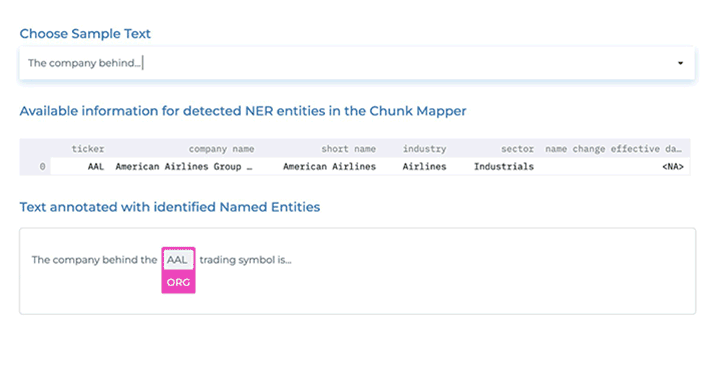 Choose Sample Text
The company behind...
Available information for detected NER entities in the Chunk Mapper
ticker company name short name industry sector name change effective da…
0 AAL American Airlines Group … American Airlines Airlines Industrials <NA>
Text annotated with identified Named Entities
The company behind the AAL trading symbol is...
ORG